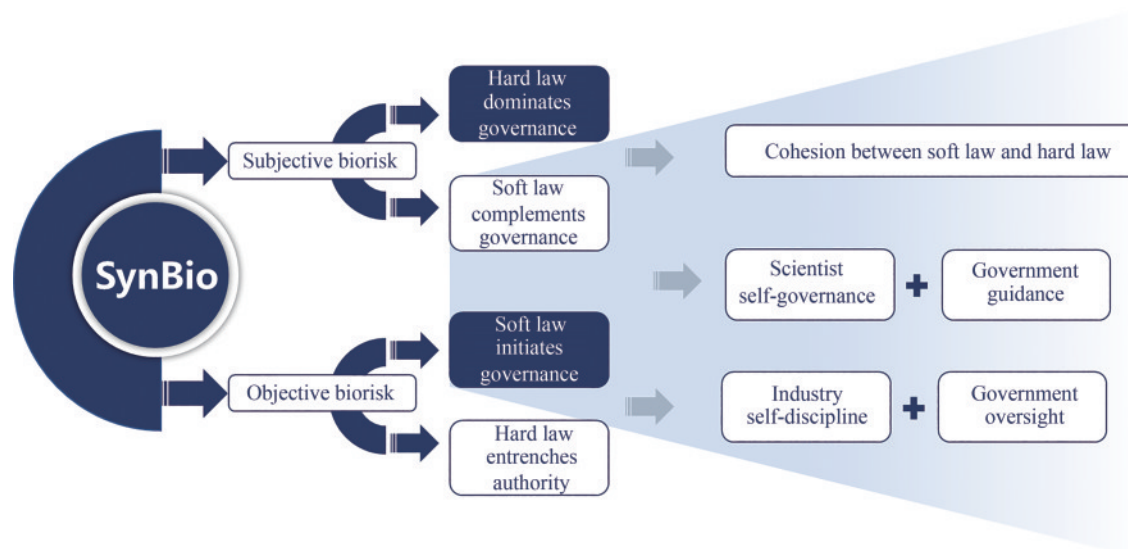 SynBio
Subjective biorisk
Objective biorisk
Hard law
dominates
governance
Soft law
complements
governance
Soft law
initiates
governance
Hard law
entrenches
authority
Cohesion between soft law and hard law
Scientist
self-governance
Government
guidance
Industry
self-discipline
Government
oversight